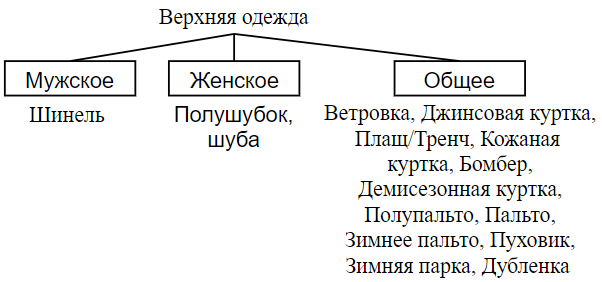 Верхняя одежда
Мужское
Женское
Общее
Шинель
Полушубок,
шуба
Ветровка, Джинсовая куртка,
Плащ/Тренч, Кожаная
куртка, Бомбер,
Демисезонная куртка,
Полупальто, Пальто,
Зимнее пальто, Пуховик,
Зимняя парка, Дубленка